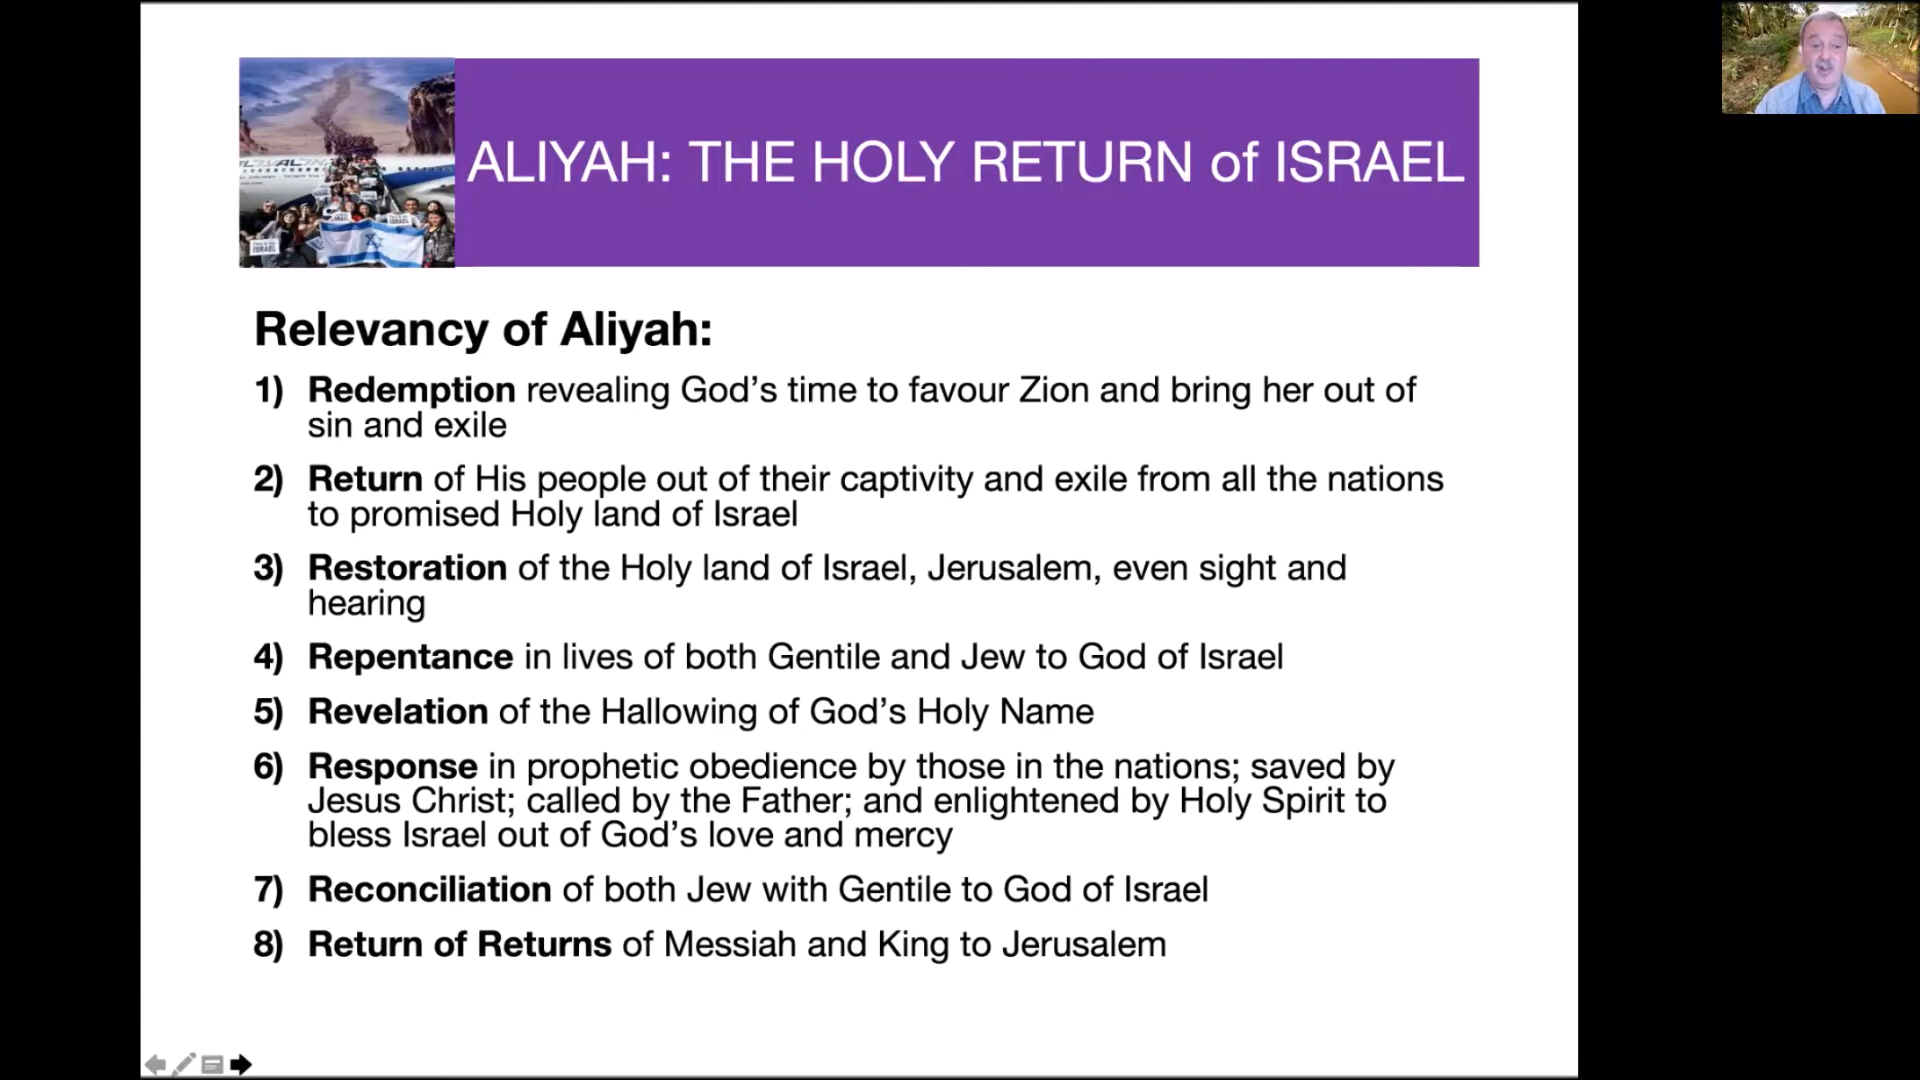 ALIYAH: THE HOLY RETURN of ISRAEL
Relevancy of Aliyah:
1) Redemption revealing God's time to favour Zion and bring her out of
sin and exile
2) Return of His people out of their captivity and exile from all the nations
to promised Holy land of Israel
3) Restoration of the Holy land of Israel, Jerusalem, even sight and
hearing
4) Repentance in lives of both Gentile and Jew to God of Israel
5) Revelation of the Hallowing of God's Holy Name
6) Response in prophetic obedience by those in the nations; saved by
Jesus Christ; called by the Father; and enlightened by Holy Spirit to
bless Israel out of God's love and mercy
7) Reconciliation of both Jew with Gentile to God of Israel
8) Return of Returns of Messiah and King to Jerusalem